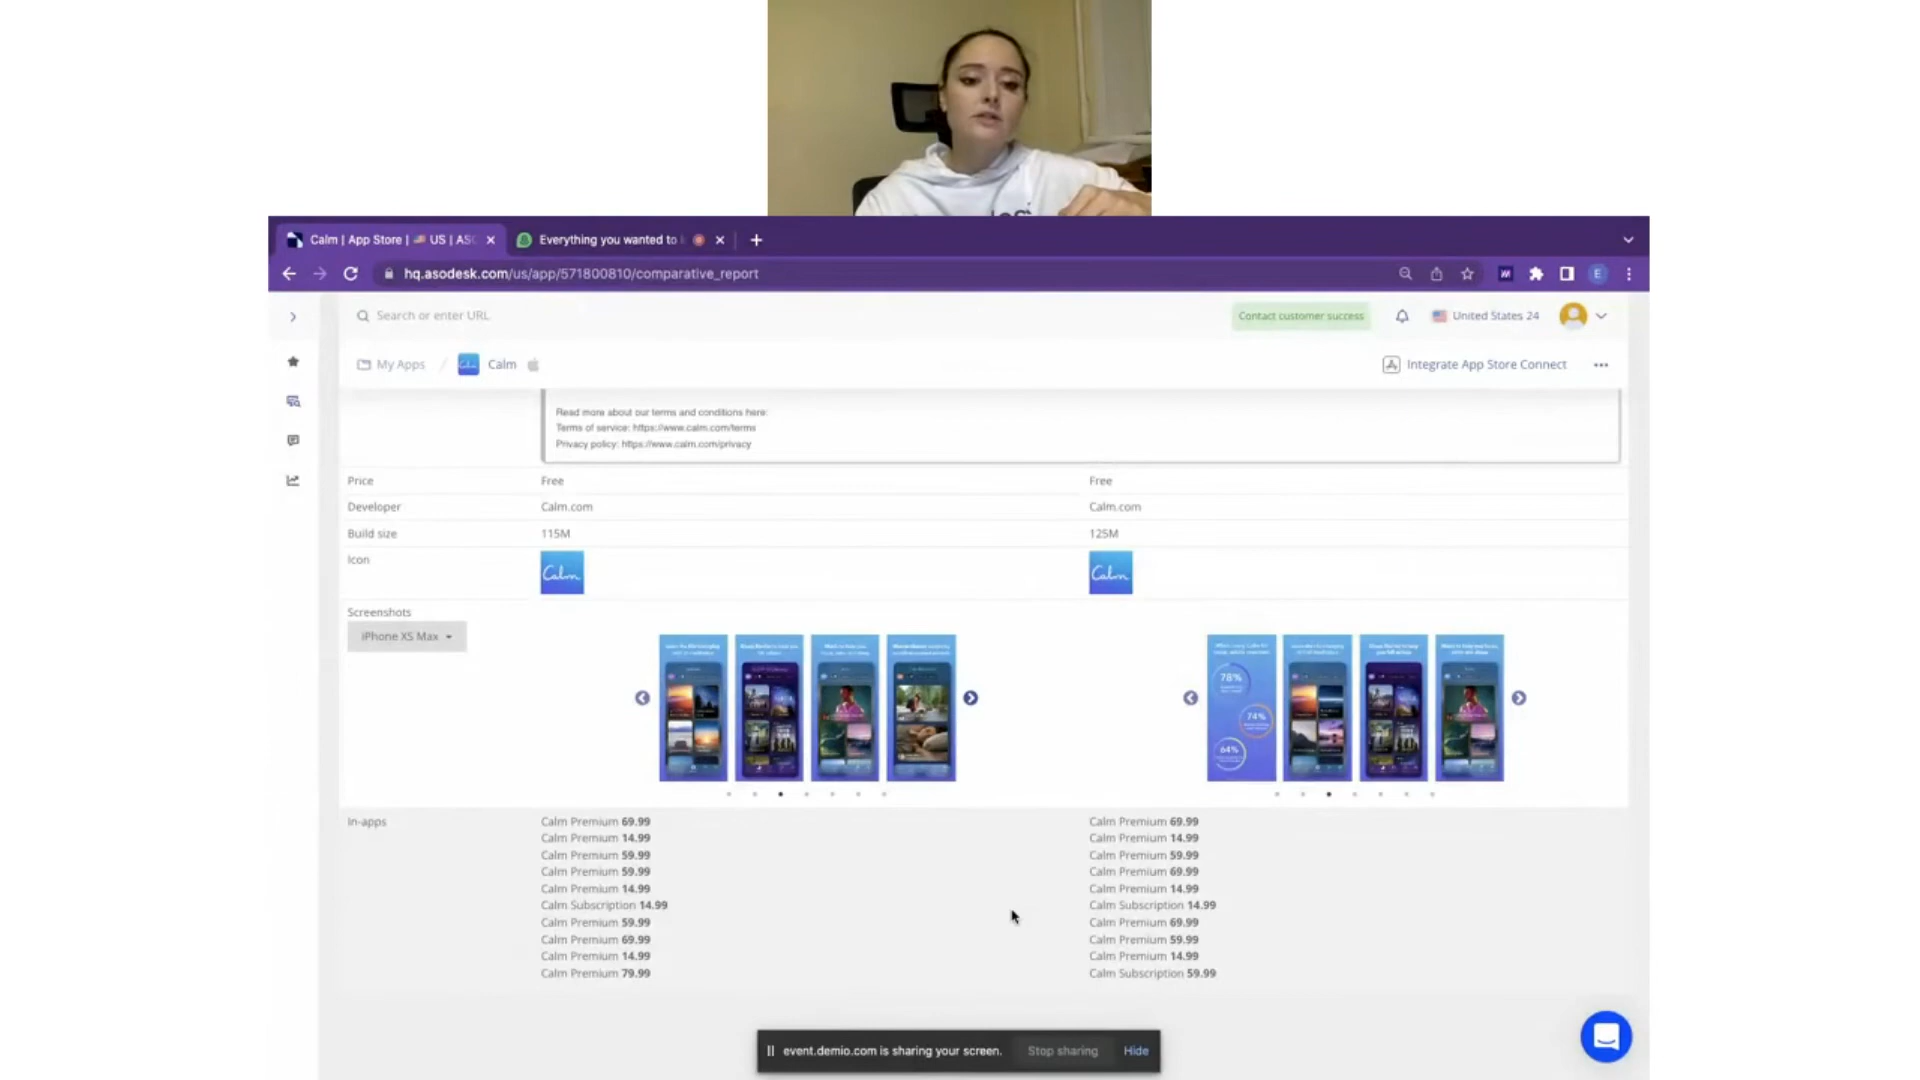 Calm | App Store | US | ASO
Everything you wanted to
hq.asodesk.com/us/app/571800810/comparative_report
E
Search or enter URL
Contact customer success
United States 24
My Apps / Calm
Integrate App Store Connect
Read more about our terms and conditions here:
Terms of service: https://www.calm.com/terms
Privacy policy: https://www.calm.com/privacy
Price Free Free
Developer Calm.com Calm.com
Build size 115M 125M
Icon Calm Calm
Screenshots
iPhone XS Max
78%
74%
64%
In-apps Calm Premium 69.99 Calm Premium 69.99
Calm Premium 14.99 Calm Premium 14.99
Calm Premium 59.99 Calm Premium 59.99
Calm Premium 59.99 Calm Premium 69.99
Calm Premium 14.99 Calm Premium 14.99
Calm Subscription 14.99 Calm Subscription 14.99
Calm Premium 59.99 Calm Premium 69.99
Calm Premium 69.99 Calm Premium 59.99
Calm Premium 14.99 Calm Premium 14.99
Calm Premium 79.99 Calm Subscription 59.99
event.demio.com is sharing your screen. Stop sharing Hide